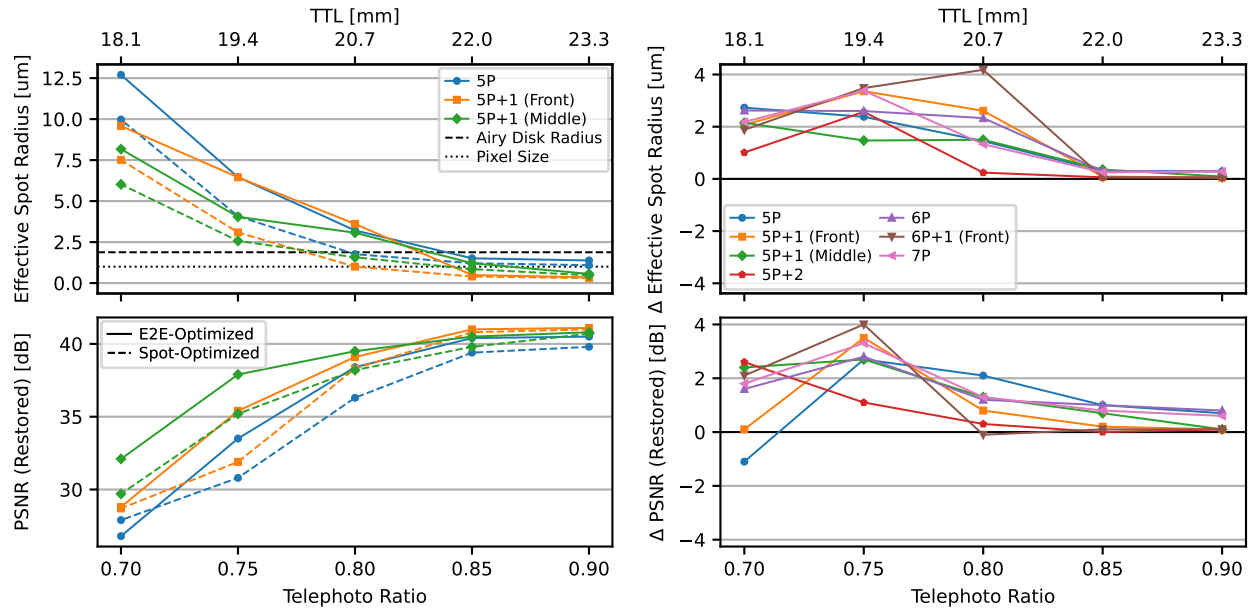 TTL [mm]
18.1 19.4 20.7 22.0 23.3
Effective Spot Radius [um]
12.5
10.0
7.5
5.0
2.5
0.0
5P
5P+1 (Front)
5P+1 (Middle)
Airy Disk Radius
Pixel Size
PSNR (Restored) [dB]
40
35
30
E2E-Optimized
Spot-Optimized
0.70 0.75 0.80 0.85 0.90
Telephoto Ratio
TTL [mm]
18.1 19.4 20.7 22.0 23.3
Δ Effective Spot Radius [um]
4
2
0
−2
−4
5P
5P+1 (Front)
5P+1 (Middle)
5P+2
6P
6P+1 (Front)
7P
Δ PSNR (Restored) [dB]
4
2
0
−2
−4
0.70 0.75 0.80 0.85 0.90
Telephoto Ratio